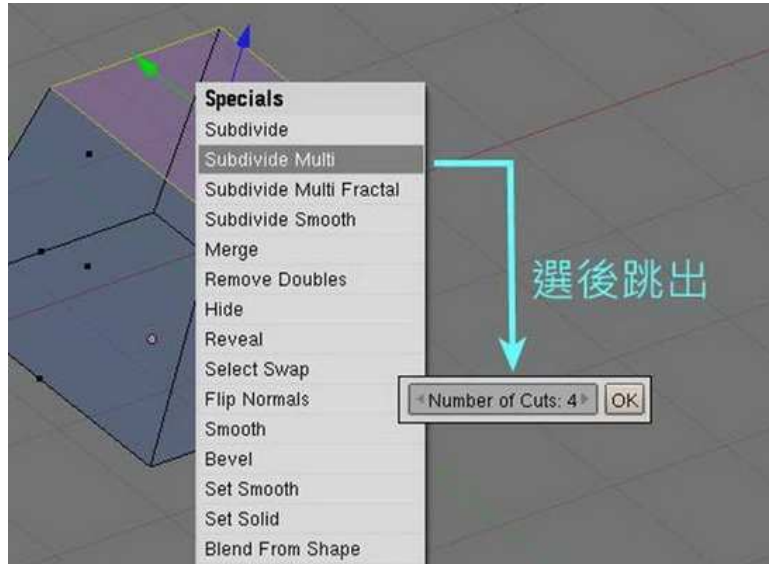 Specials
Subdivide
Subdivide Multi
Subdivide Multi Fractal
Subdivide Smooth
Merge
Remove Doubles
Hide
Reveal
Select Swap
Flip Normals
Smooth
Bevel
Set Smooth
Set Solid
Blend From Shape
選後跳出
Number of Cuts: 4
OK